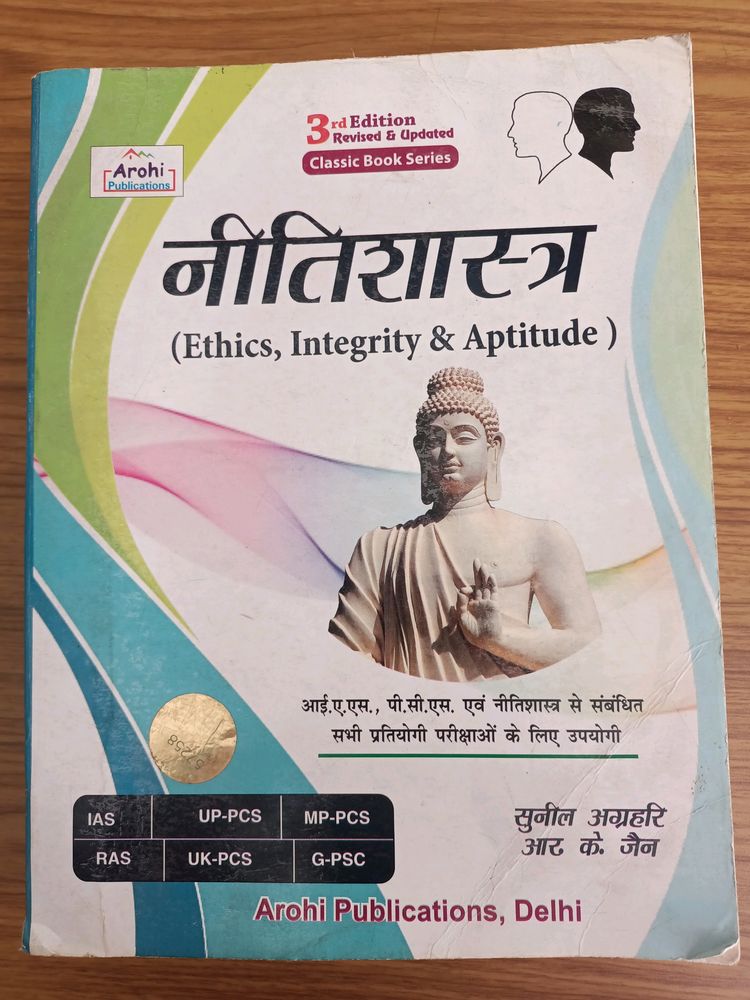 3rd Edition
Revised & Updated
Classic Book Series
Arohi
Publications
नीतिशास्त्र
(Ethics, Integrity & Aptitude )
आई.ए.एस., पी.सी.एस. एवं नीतिशास्त्र से संबंधित
सभी प्रतियोगी परीक्षाओं के लिए उपयोगी
57258
IAS UP-PCS MP-PCS
RAS UK-PCS G-PSC
सुनील अग्रहरि
आर. के. जैन
Arohi Publications, Delhi